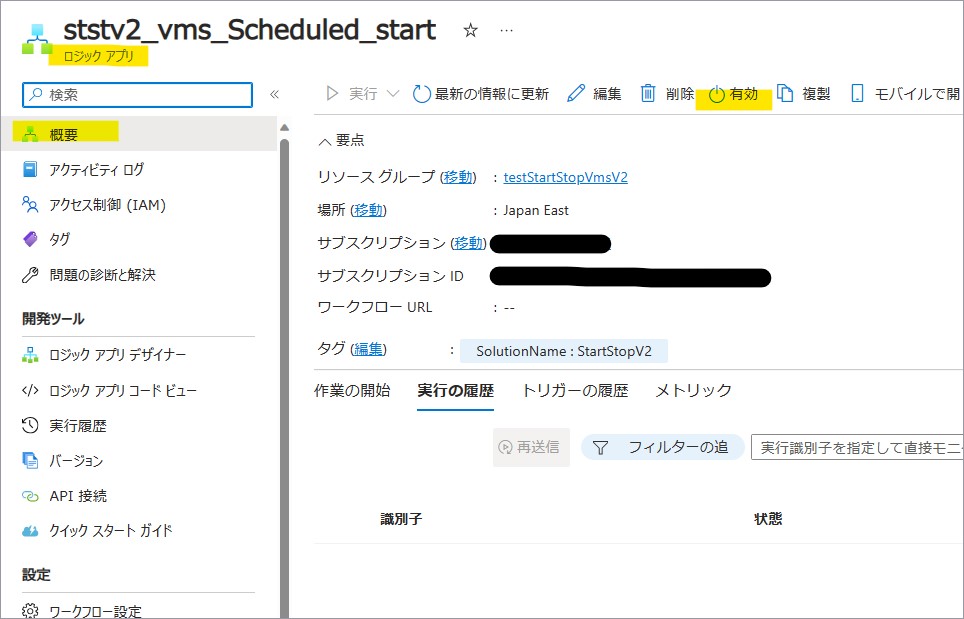 ststv2_vms_Scheduled_start ☆ ···
ロジック アプリ
検索 «
実行 最新の情報に更新 編集 削除 有効 複製 モバイルで開
概要
アクティビティ ログ
アクセス制御 (IAM)
タグ
問題の診断と解決
開発ツール
ロジック アプリ デザイナー
ロジック アプリ コード ビュー
実行履歴
バージョン
API 接続
クイック スタート ガイド
設定
ワークフロー設定
要点
リソース グループ (移動) : testStartStopVmsV2
場所 (移動) : Japan East
サブスクリプション (移動)
サブスクリプション ID
ワークフロー URL : --
タグ (編集) : SolutionName : StartStopV2
作業の開始 実行の履歴 トリガーの履歴 メトリック
再送信 フィルターの追 実行識別子を指定して直接モニ
識別子 状態